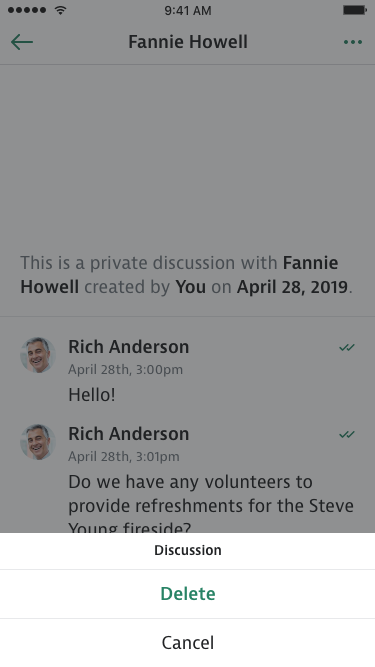 9:41 AM
Fannie Howell
This is a private discussion with Fannie
Howell created by You on April 28, 2019.
Rich Anderson
April 28th, 3:00pm
Hello!
Rich Anderson
April 28th, 3:01pm
Do we have any volunteers to
provide refreshments for the Steve
Young fireside?
Discussion
Delete
Cancel